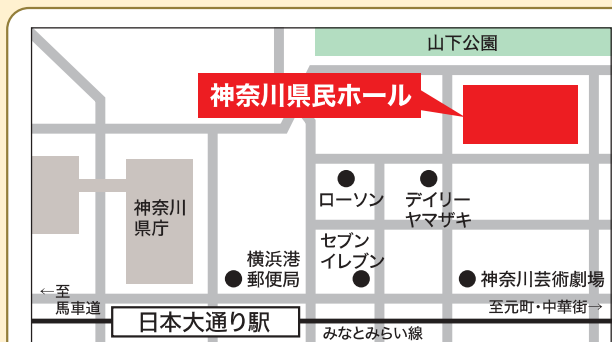 山下公園
神奈川県民ホール
ローソン
デイリー
ヤマザキ
神奈川
県庁
セブン
イレブン
横浜港
郵便局
神奈川芸術劇場
←至
馬車道
至元町・中華街→
日本大通り駅
みなとみらい線